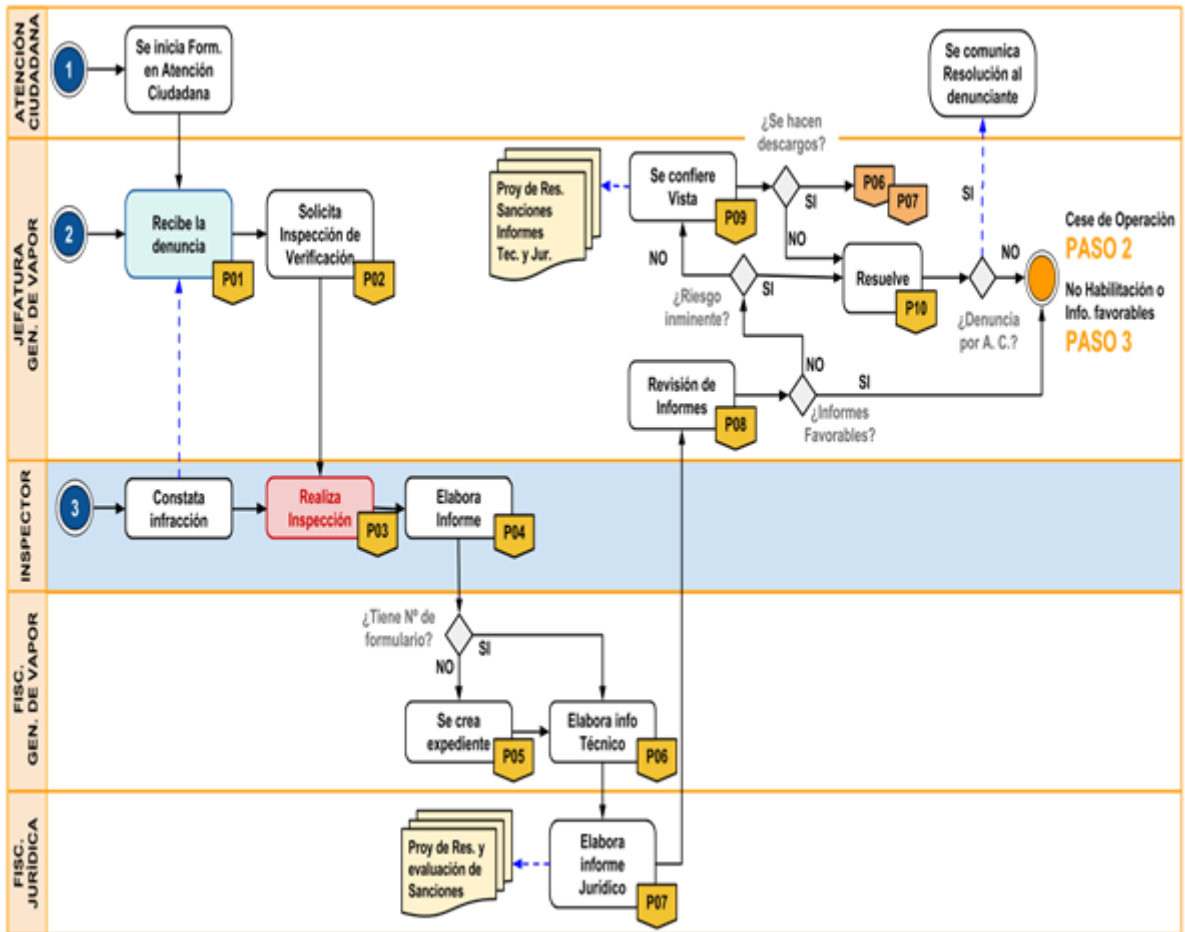 ATENCIÓN
CIUDADANA
1
Se inicia Form.
en Atención
Ciudadana
Se comunica
Resolución al
denunciante
JEFATURA
GEN. DE VAPOR
2
Recibe la
denuncia
P01
Solicita
Inspección de
Verificación
P02
Proy de Res.
Sanciones
Informes
Tec. y Jur.
Se confiere
Vista
P09
¿Se hacen
descargos?
SI
NO
P06
P07
NO
¿Riesgo
inminente?
SI
Resuelve
P10
SI
NO
¿Denuncia
por A. C.?
Cese de Operaciòn
PASO 2
No Habilitación o
Info. favorables
PASO 3
Revisión de
Informes
P08
NO
SI
¿Informes
Favorables?
INSPECTOR
3
Constata
infracción
Realiza
Inspección
P03
Elabora
Informe
P04
FISC.
GEN. DE VAPOR
¿Tiene Nº de
formulario?
SI
NO
Se crea
expediente
P05
Elabora info
Técnico
P06
FISC.
JURÍDICA
Proy de Res. y
evaluación de
Sanciones
Elabora
informe
Jurídico
P07